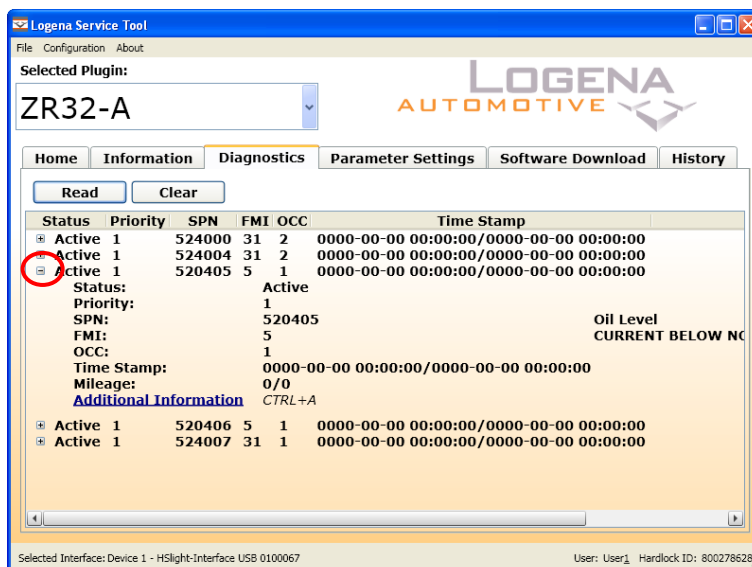 Logena Service Tool
File Configuration About
Selected Plugin:
ZR32-A
LOGENA
AUTOMOTIVE
Home Information Diagnostics Parameter Settings Software Download History
Read Clear
Status Priority SPN FMI OCC Time Stamp
Active 1 524000 31 2 0000-00-00 00:00:00/0000-00-00 00:00:00
Active 1 524004 31 2 0000-00-00 00:00:00/0000-00-00 00:00:00
Active 1 520405 5 1 0000-00-00 00:00:00/0000-00-00 00:00:00
Status: Active
Priority: 1
SPN: 520405 Oil Level
FMI: 5 CURRENT BELOW NO
OCC: 1
Time Stamp: 0000-00-00 00:00:00/0000-00-00 00:00:00
Mileage: 0/0
Additional Information CTRL+A
Active 1 520406 5 1 0000-00-00 00:00:00/0000-00-00 00:00:00
Active 1 524007 31 1 0000-00-00 00:00:00/0000-00-00 00:00:00
Selected Interface: Device 1 - HSlight-Interface USB 0100067 User: User1 Hardlock ID: 800278628